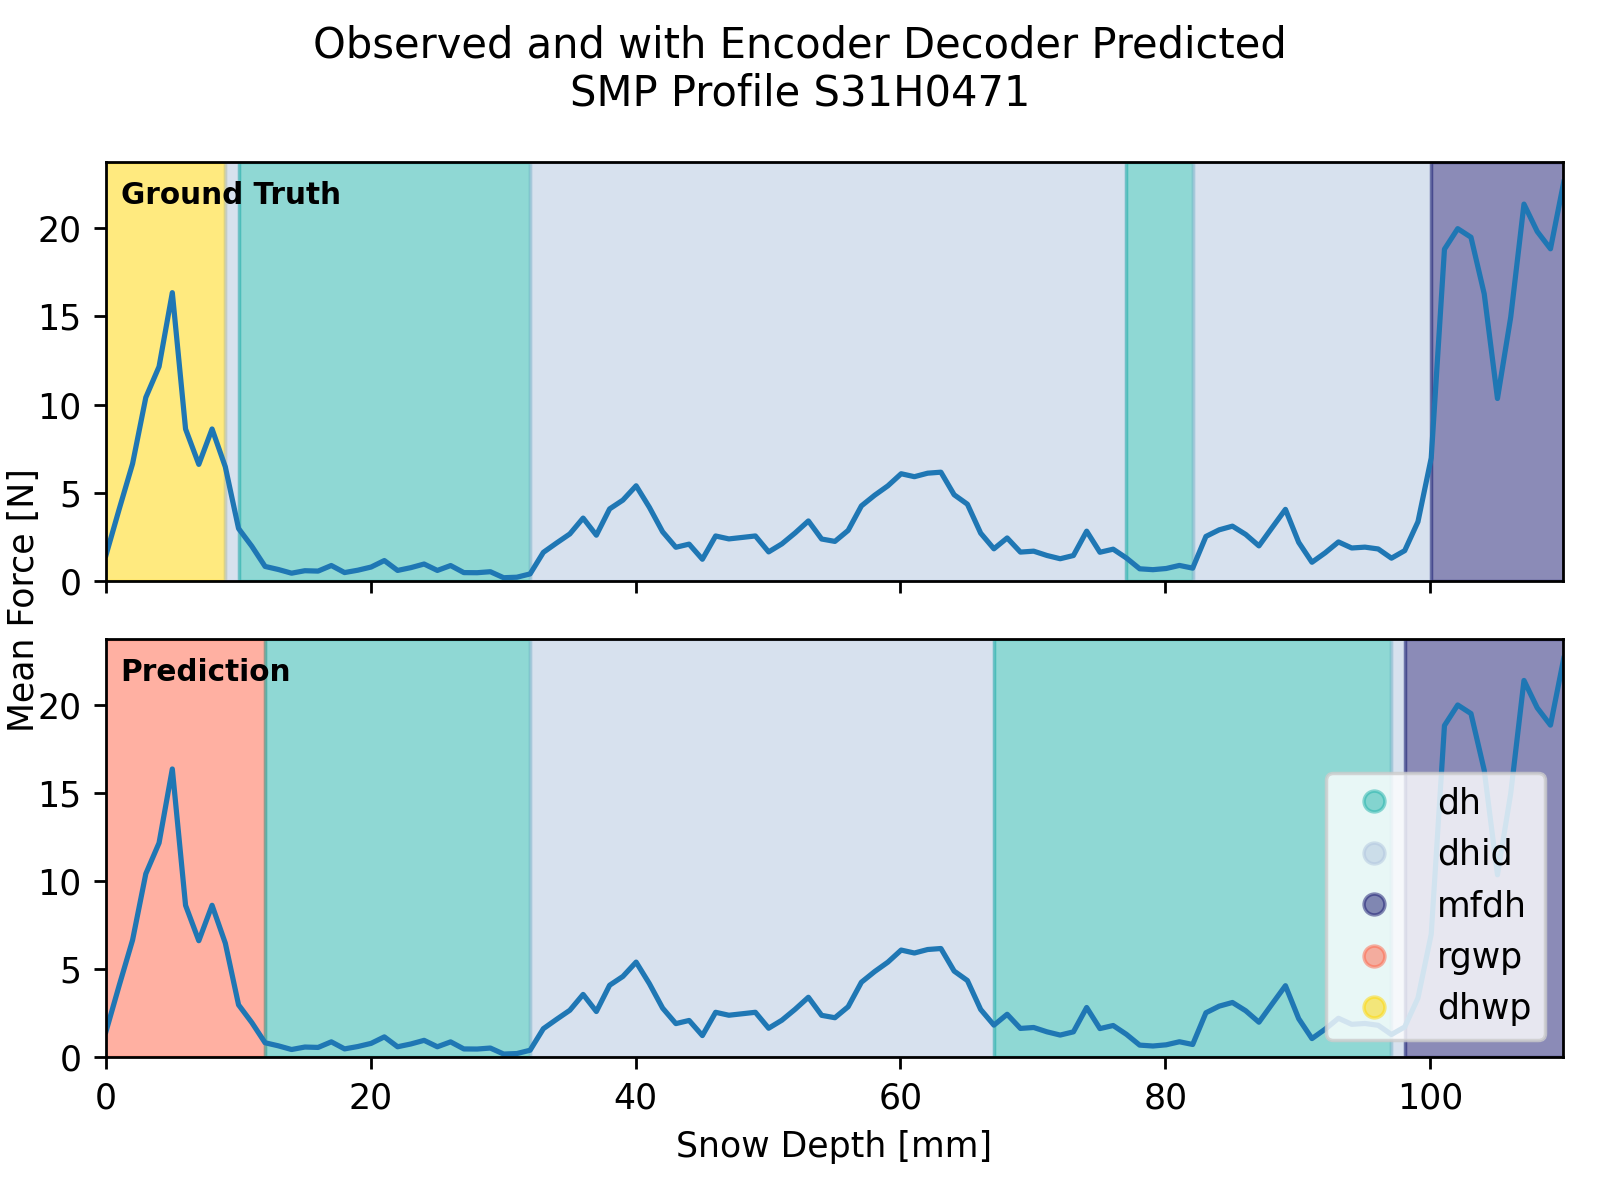 Observed and with Encoder Decoder Predicted
SMP Profile S31H0471
Ground Truth
20
15
10
5
0
Mean Force [N]
Prediction
20
15
10
5
0
dh
dhid
mfdh
rgwp
dhwp
0 20 40 60 80 100
Snow Depth [mm]